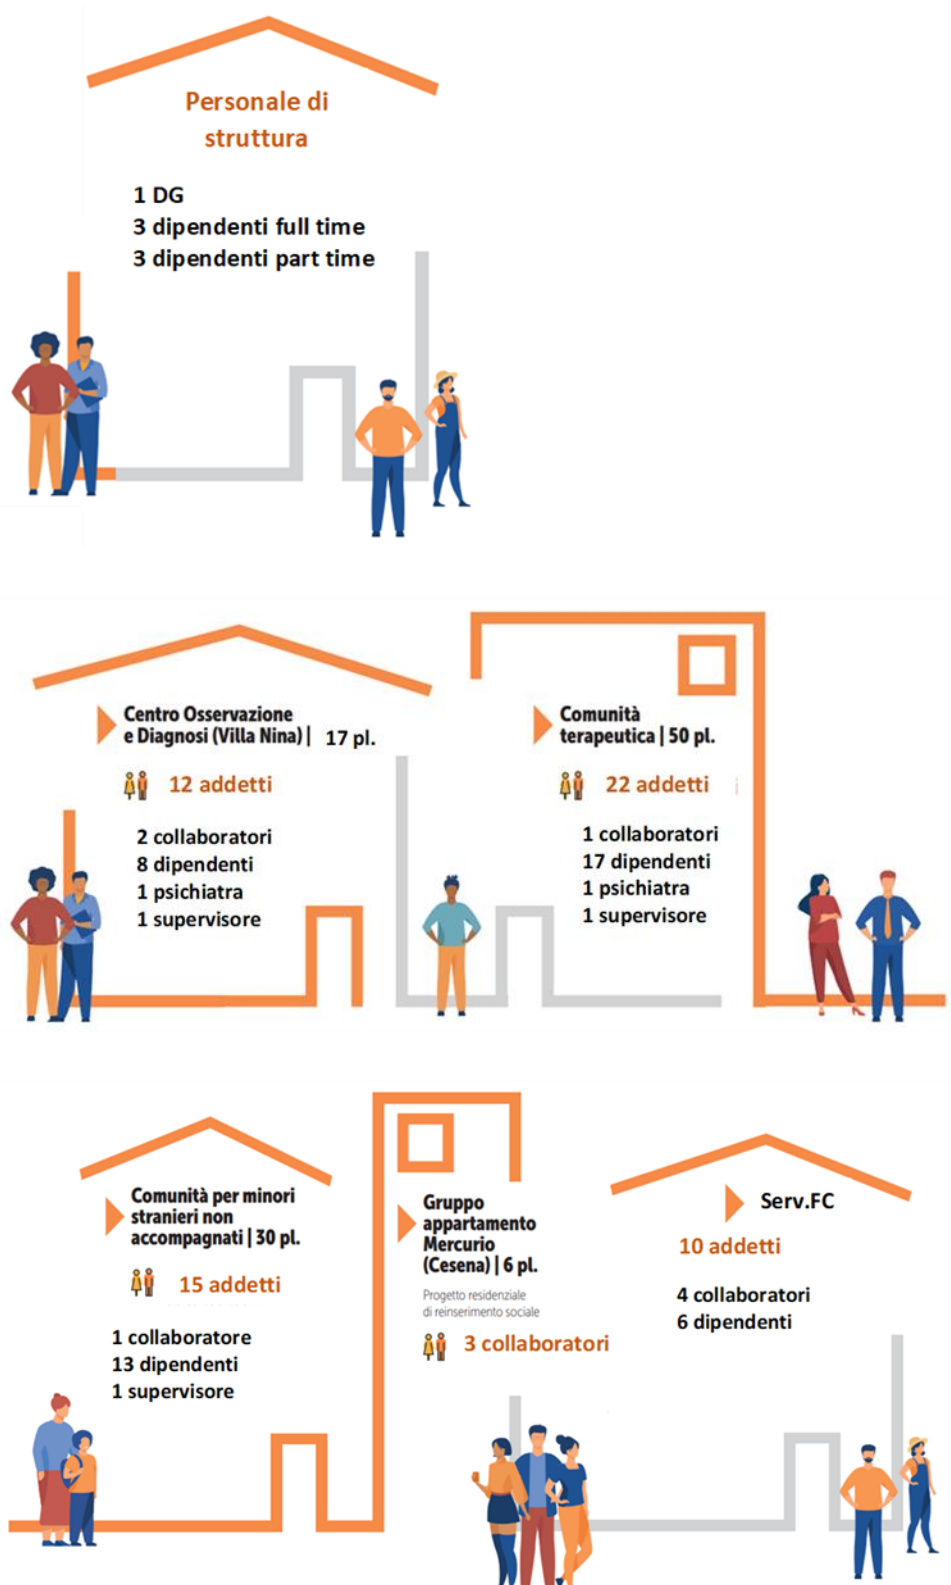 Personale di
struttura
1 DG
3 dipendenti full time
3 dipendenti part time
Centro Osservazione
e Diagnosi (Villa Nina) | 17 pl.
12 addetti
2 collaboratori
8 dipendenti
1 psichiatra
1 supervisore
Comunità
terapeutica | 50 pl.
22 addetti
1 collaboratori
17 dipendenti
1 psichiatra
1 supervisore
Comunità per minori
stranieri non
accompagnati | 30 pl.
15 addetti
1 collaboratore
13 dipendenti
1 supervisore
Gruppo
appartamento
Mercurio
(Cesena) | 6 pl.
Progetto residenziale
di reinserimento sociale
3 collaboratori
Serv.FC
10 addetti
4 collaboratori
6 dipendenti